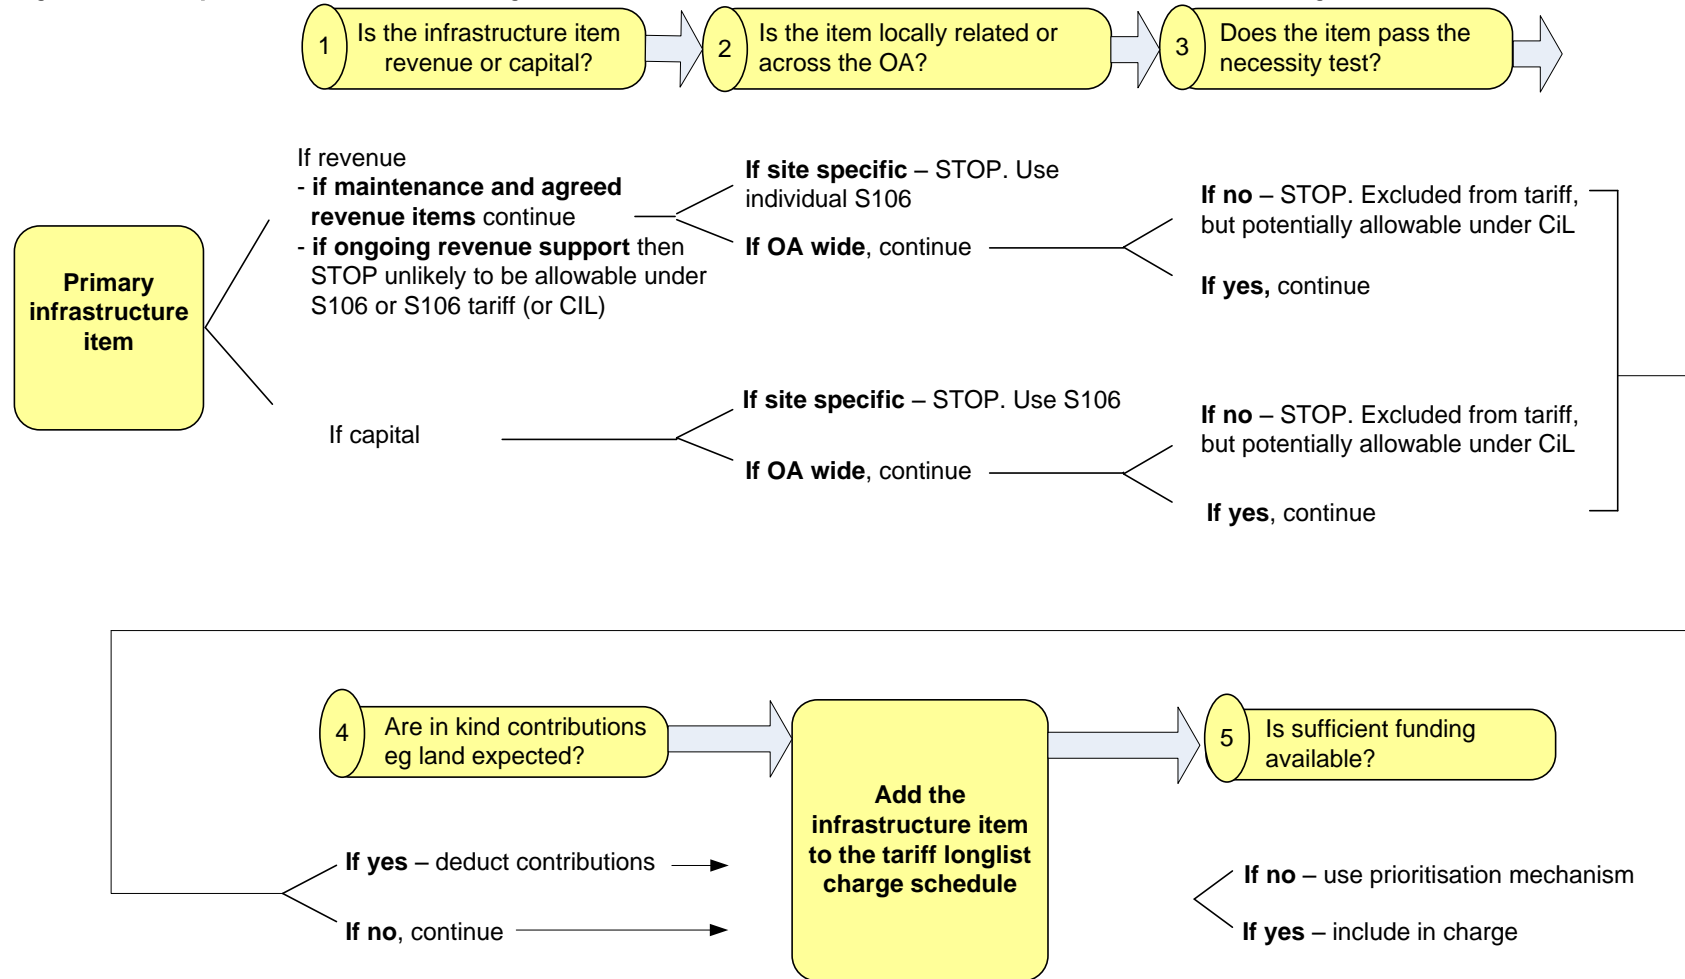 1
Is the infrastructure item
revenue or capital?
2
Is the item locally related or
across the OA?
3
Does the item pass the
necessity test?
Primary
infrastructure
item
If revenue
- if maintenance and agreed
revenue items continue
- if ongoing revenue support then
STOP unlikely to be allowable under
S106 or S106 tariff (or CIL)
If site specific – STOP. Use
individual S106
If OA wide, continue
If no – STOP. Excluded from tariff,
but potentially allowable under CiL
If yes, continue
If capital
If site specific – STOP. Use S106
If OA wide, continue
If no – STOP. Excluded from tariff,
but potentially allowable under CiL
If yes, continue
4
Are in kind contributions
eg land expected?
If yes – deduct contributions
If no, continue
Add the
infrastructure item
to the tariff longlist
charge schedule
5
Is sufficient funding
available?
If no – use prioritisation mechanism
If yes – include in charge